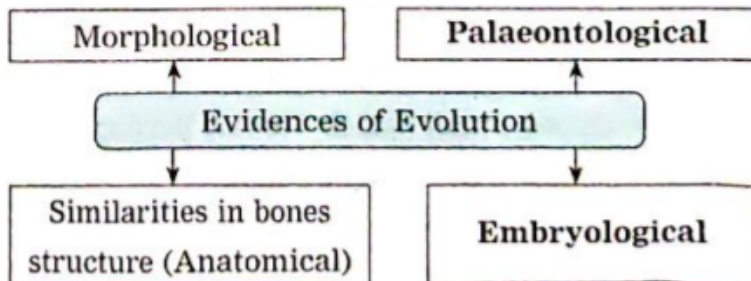 Morphological
Palaeontological
Evidences of Evolution
Similarities in bones
structure (Anatomical)
Embryological